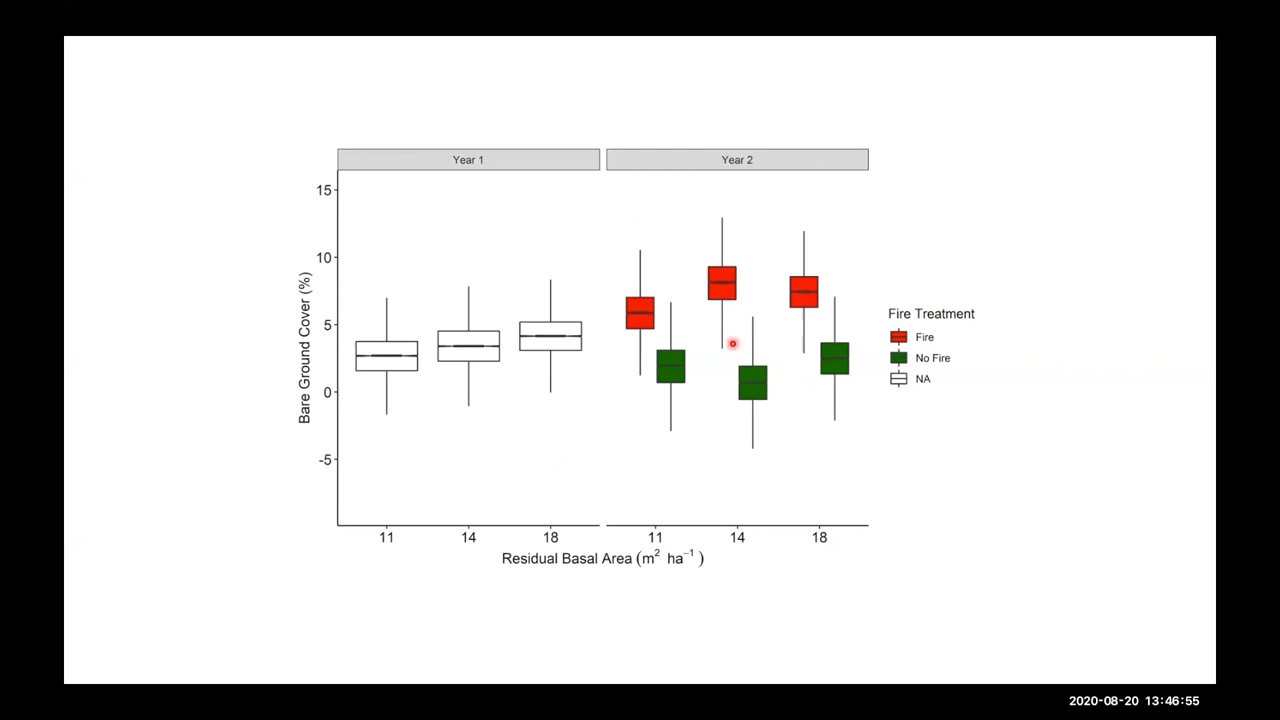 Year 1
Year 2
15
10
5
0
-5
Bare Ground Cover (%)
11
14
18
11
14
18
Residual Basal Area (m² ha⁻¹)
Fire Treatment
Fire
No Fire
NA
2020-08-20 13:46:55